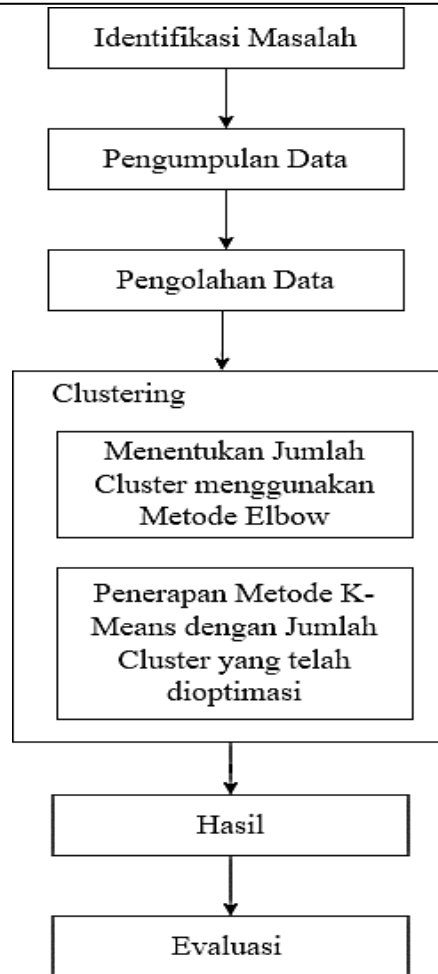 Identifikasi Masalah
Pengumpulan Data
Pengolahan Data
Clustering
Menentukan Jumlah
Cluster menggunakan
Metode Elbow
Penerapan Metode K-
Means dengan Jumlah
Cluster yang telah
dioptimasi
Hasil
Evaluasi